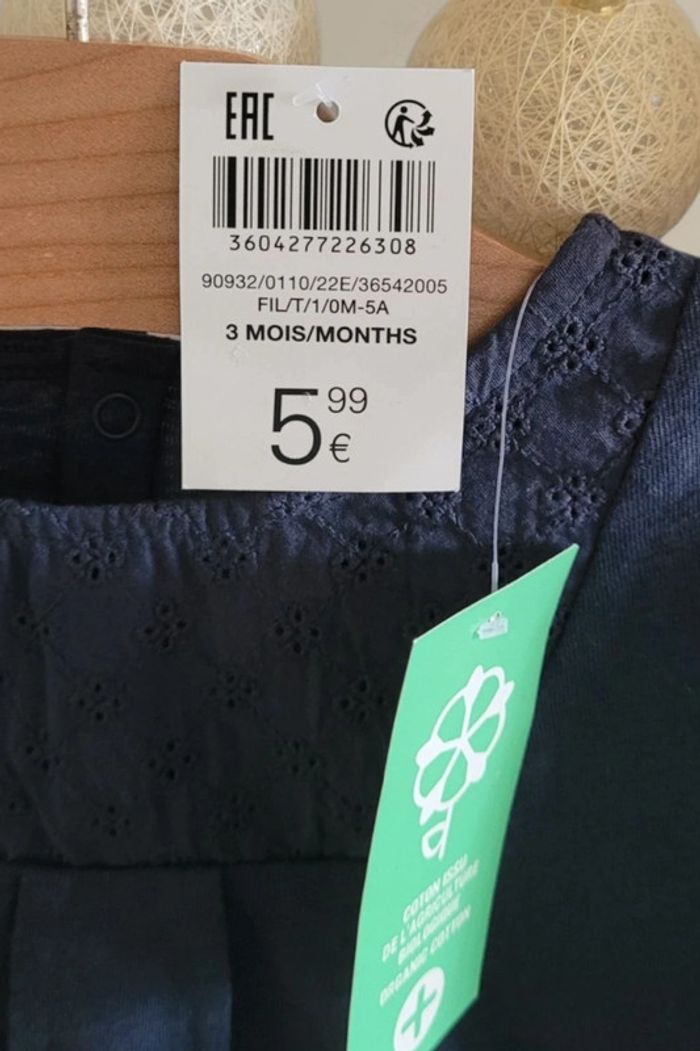 EAC
3604277226308
90932/0110/22E/36542005
FIL/T/1/0M-5A
3 MOIS/MONTHS
5 99 €
COTON ISSU
DE L'AGRICULTURE
BIOLOGIQUE
ORGANIC COTTON